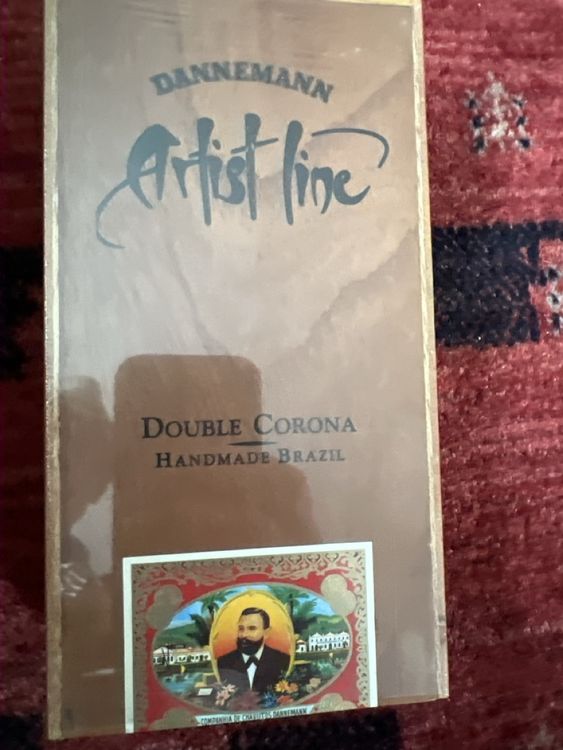 DANNEMANN
Artist line
DOUBLE CORONA
HANDMADE BRAZIL
COMPANHIA DE CHARUTOS DANNEMANN